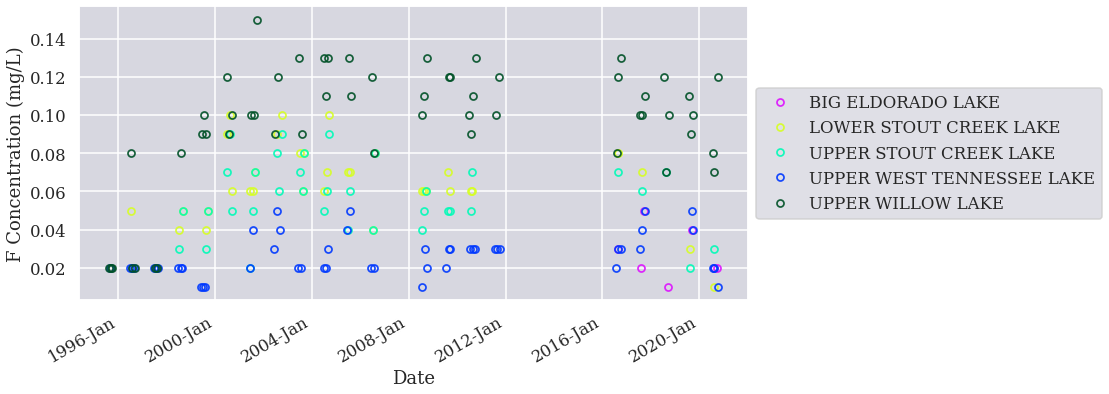 F Concentration (mg/L)
0.14
0.12
0.10
0.08
0.06
0.04
0.02
1996-Jan
2000-Jan
2004-Jan
2008-Jan
2012-Jan
2016-Jan
2020-Jan
Date
BIG ELDORADO LAKE
LOWER STOUT CREEK LAKE
UPPER STOUT CREEK LAKE
UPPER WEST TENNESSEE LAKE
UPPER WILLOW LAKE